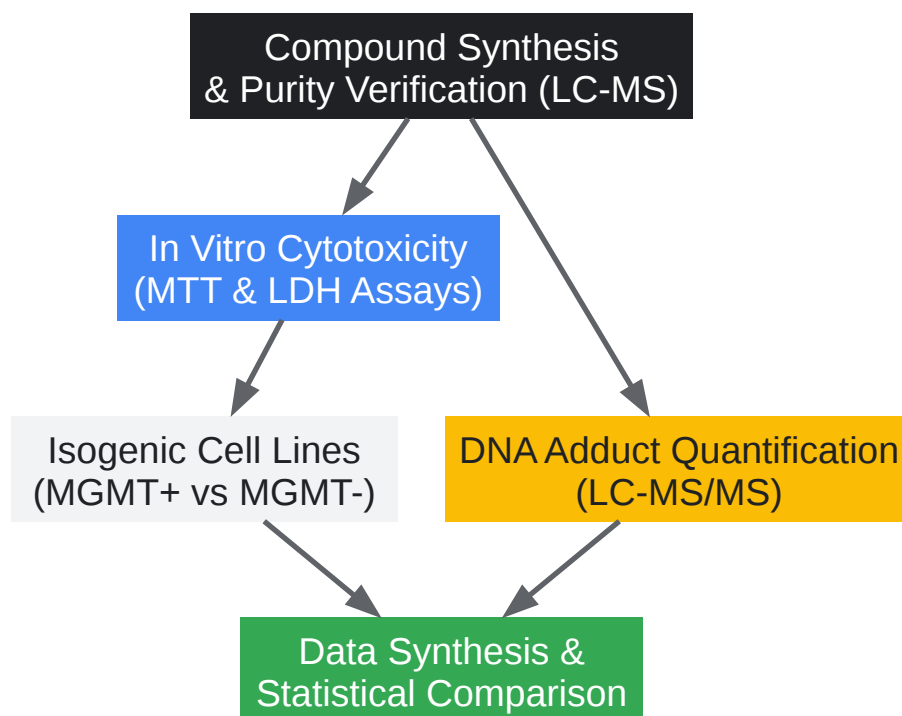 Compound Synthesis
& Purity Verification (LC-MS)
In Vitro Cytotoxicity
(MTT & LDH Assays)
Isogenic Cell Lines
(MGMT+ vs MGMT-)
DNA Adduct Quantification
(LC-MS/MS)
Data Synthesis &
Statistical Comparison